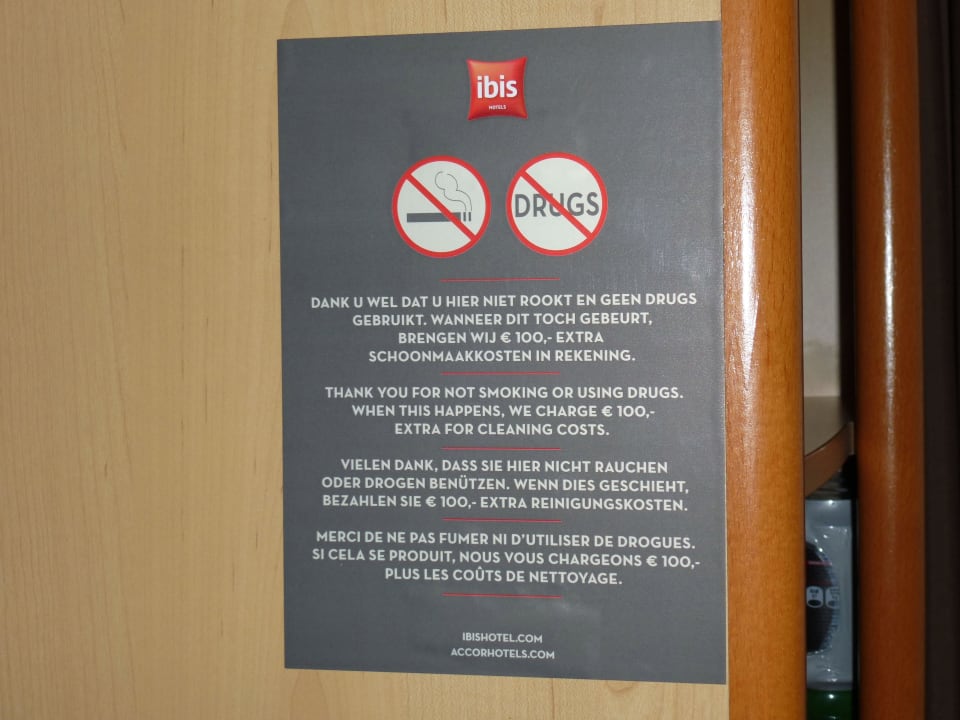 ibis
HOTELS
DRUGS
DANK U WEL DAT U HIER NIET ROOKT EN GEEN DRUGS
GEBRUIKT. WANNEER DIT TOCH GEBEURT,
BRENGEN WIJ € 100,- EXTRA
SCHOONMAAKKOSTEN IN REKENING.
THANK YOU FOR NOT SMOKING OR USING DRUGS.
WHEN THIS HAPPENS, WE CHARGE € 100,-
EXTRA FOR CLEANING COSTS.
VIELEN DANK, DASS SIE HIER NICHT RAUCHEN
ODER DROGEN BENÜTZEN. WENN DIES GESCHIEHT,
BEZAHLEN SIE € 100,- EXTRA REINIGUNGSKOSTEN.
MERCI DE NE PAS FUMER NI D'UTILISER DE DROGUES.
SI CELA SE PRODUIT, NOUS VOUS CHARGEONS € 100,-
PLUS LES COÛTS DE NETTOYAGE.
IBISHOTEL.COM
ACCORHOTELS.COM